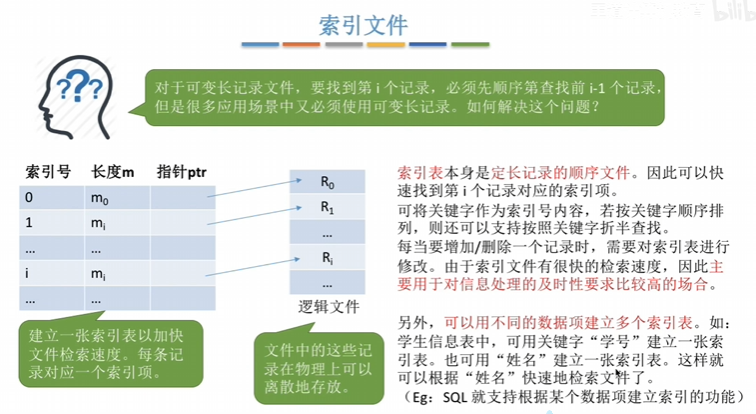 索引文件
bilib
对于可变长记录文件，要找到第 i 个记录，必须先顺序第查找前 i-1 个记录，
但是很多应用场景中又必须使用可变长记录。如何解决这个问题？
???
索引号 长度m 指针ptr
0 m₀
1 mᵢ
... ...
i mᵢ
... ...
R₀
R₁
...
Rᵢ
...
逻辑文件
建立一张索引表以加快
文件检索速度。每条记
录对应一个索引项。
文件中的这些记
录在物理上可以
离散地存放。
索引表本身是定长记录的顺序文件。因此可以快
速找到第 i 个记录对应的索引项。
可将关键字作为索引号内容，若按关键字顺序排
列，则还可以支持按照关键字折半查找。
每当要增加/删除一个记录时，需要对索引表进行
修改。由于索引文件有很快的检索速度，因此主
要用于对信息处理的及时性要求比较高的场合。
另外，可以用不同的数据项建立多个索引表。如：
学生信息表中，可用关键字“学号”建立一张索
引表。也可用“姓名”建立一张索引表。这样就
可以根据“姓名”快速地检索文件了。
（Eg：SQL 就支持根据某个数据项建立索引的功能）